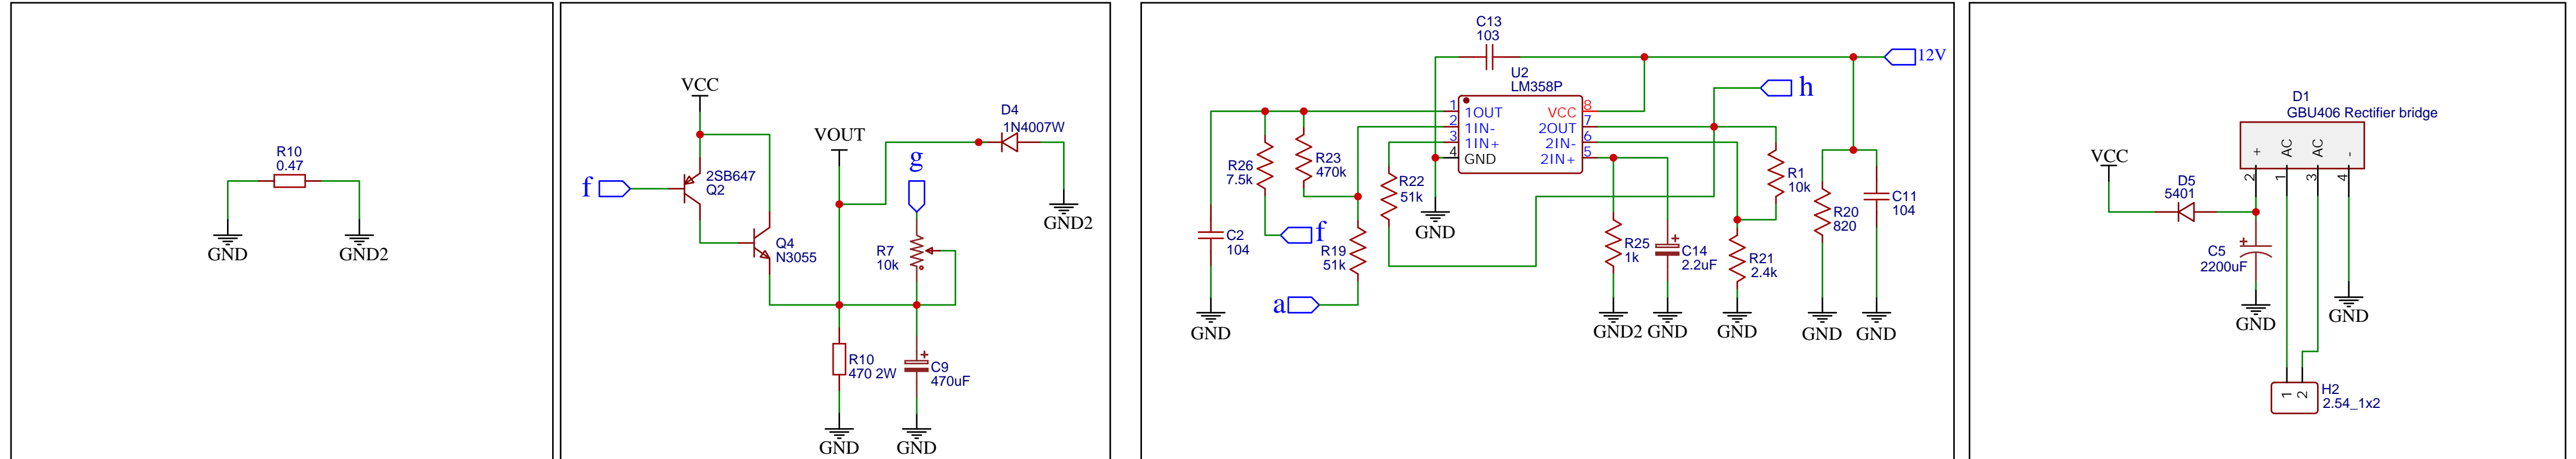 R10
0.47
GND
GND2
VCC
f
2SB647
Q2
Q4
N3055
VOUT
g
R7
10k
D4
1N4007W
GND2
R10
470 2W
C9
470uF
GND
GND
C13
103
U2
LM358P
12V
h
1
1OUT
2
1IN-
3
1IN+
4
GND
VCC
8
2OUT
7
2IN-
6
2IN+
5
R26
7.5k
R23
470k
R22
51k
GND
C2
104
f
R19
51k
a
GND
R25
1k
C14
2.2uF
R21
2.4k
R1
10k
R20
820
C11
104
GND2
GND
GND
GND
GND
D1
GBU406 Rectifier bridge
+
AC
AC
-
2
1
3
4
VCC
D5
5401
C5
2200uF
GND
GND
1
2
H2
2.54_1x2